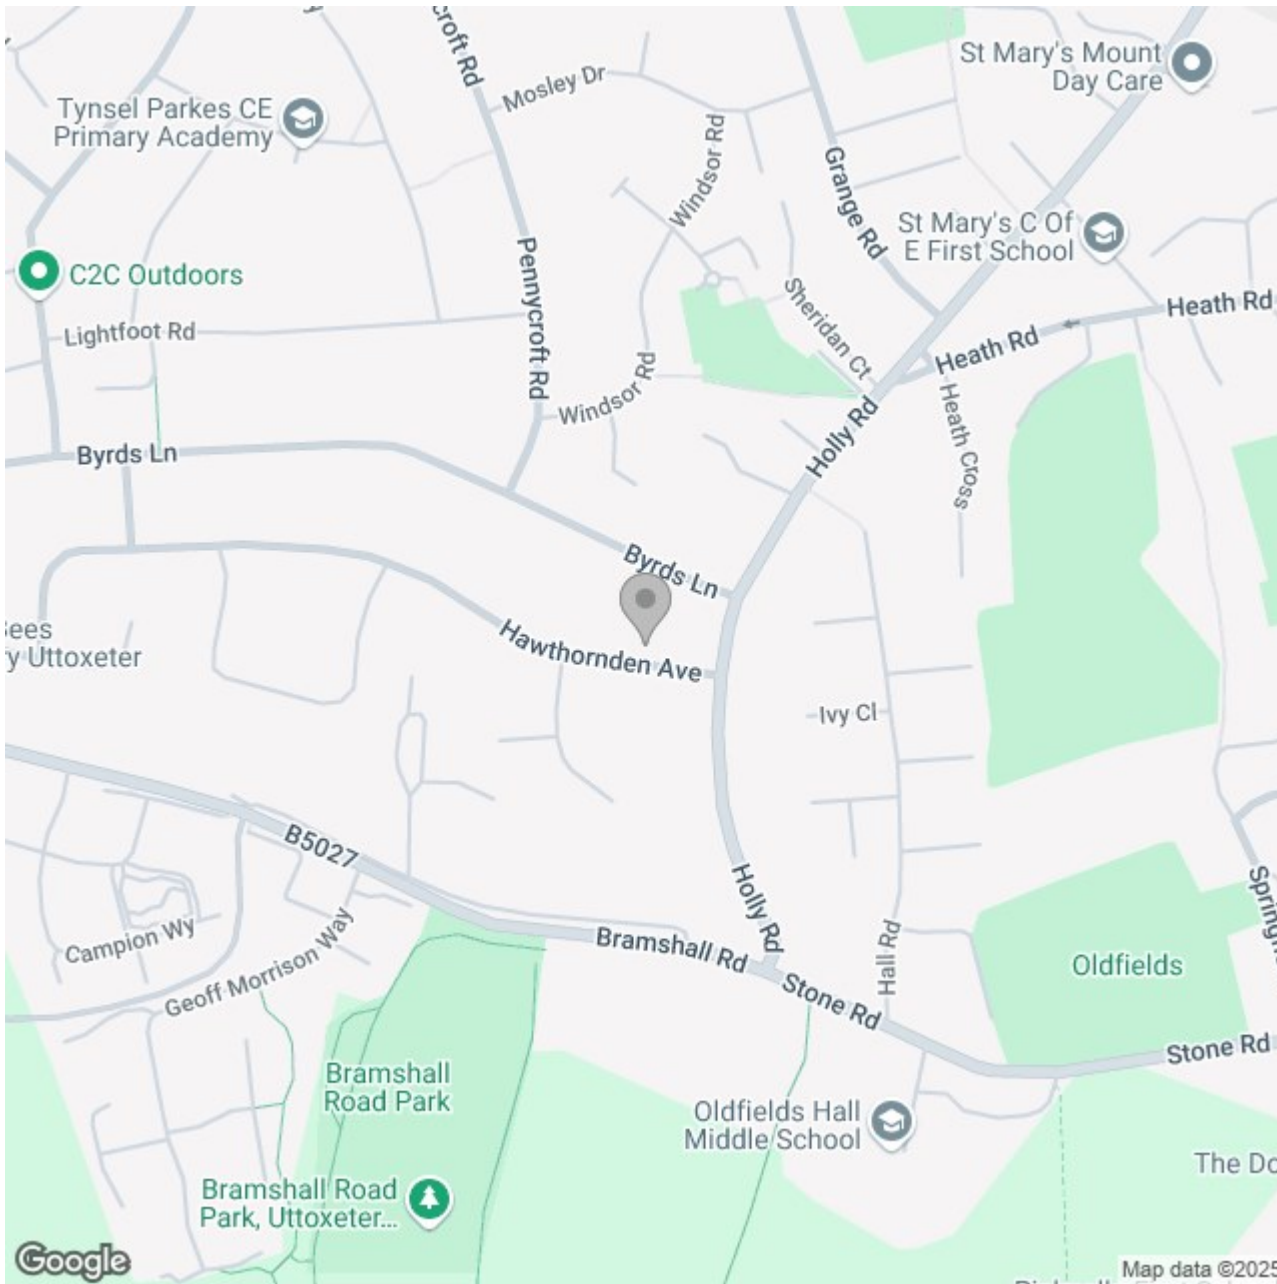 croft Rd
Mosley Dr
St Mary's Mount
Day Care
Tynsel Parkes CE
Primary Academy
Windsor Rd
Grange Rd
St Mary's C Of
E First School
C2C Outdoors
Pennycroft Rd
Sheridan Ct
Heath Rd
Lightfoot Rd
Heath Rd
Windsor Rd
Heath Cross
Holly Rd
Byrds Ln
Byrds Ln
Hawthornden Ave
y Uttoxeter
Ivy Cl
B5027
Holly Rd
Campion Wy
Geoff Morrison Way
Bramshall Rd
Hall Rd
Oldfields
Stone Rd
Stone Rd
Bramshall
Road Park
Oldfields Hall
Middle School
Bramshall Road
Park, Uttoxeter...
The Do
Google
Map data ©2025